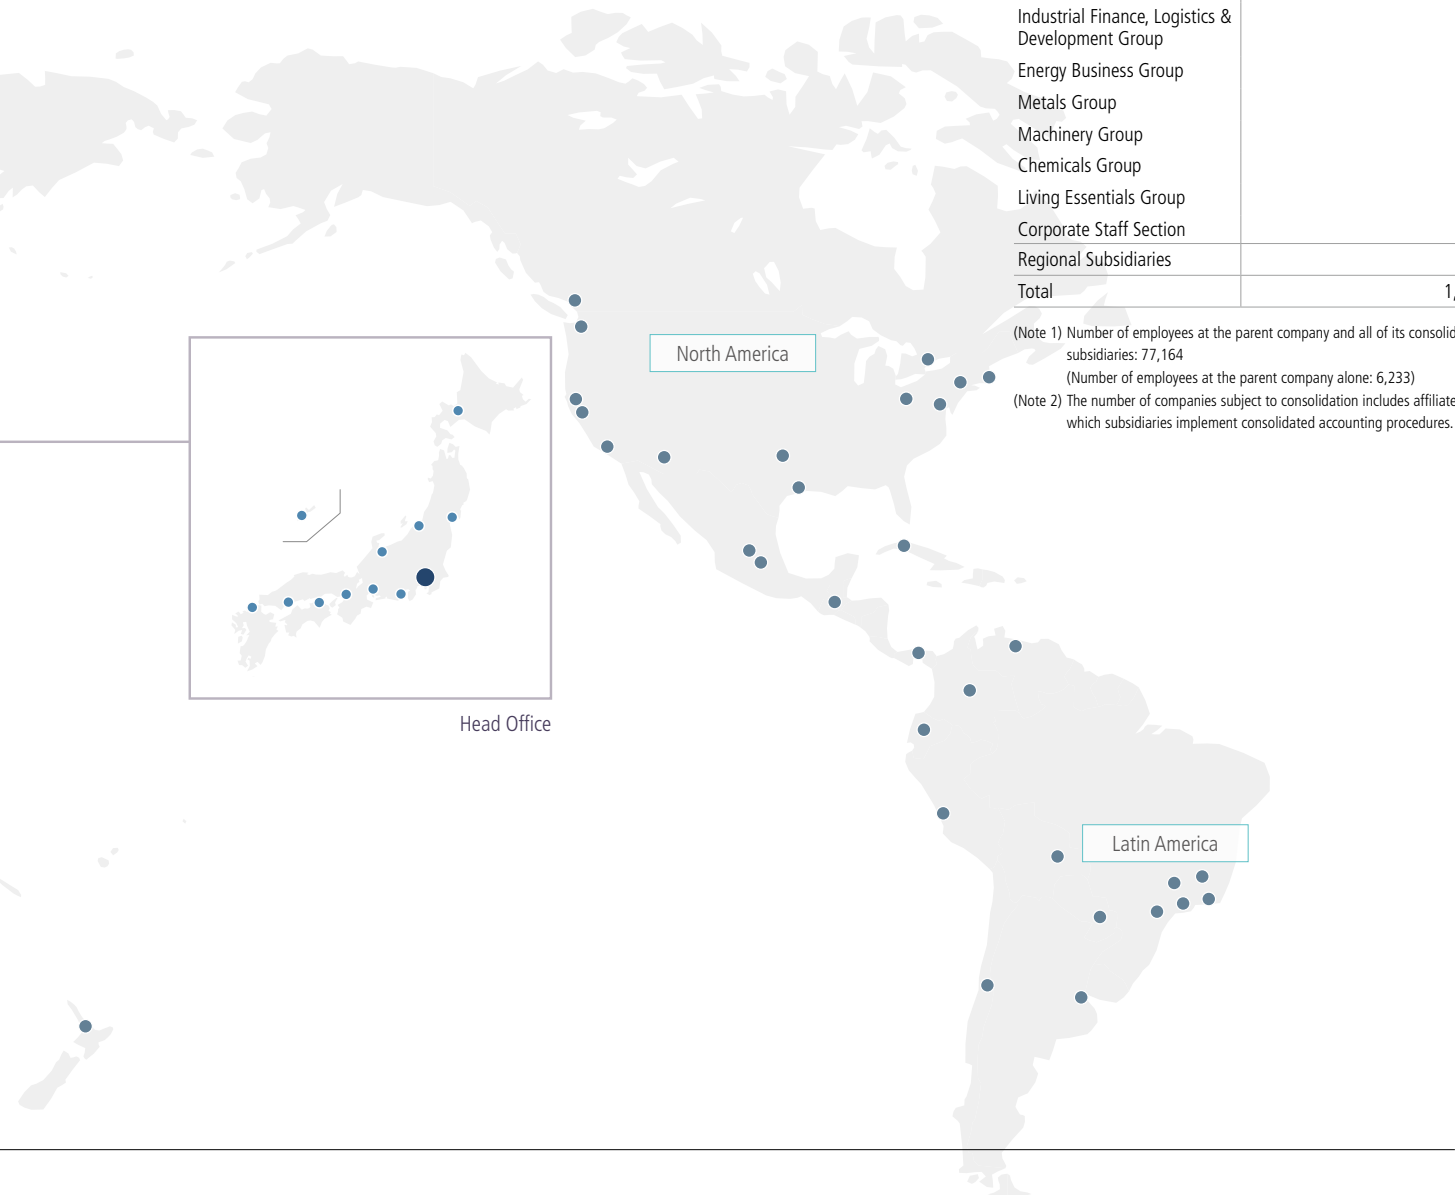 Industrial Finance, Logistics &
Development Group
Energy Business Group
Metals Group
Machinery Group
Chemicals Group
Living Essentials Group
Corporate Staff Section
Regional Subsidiaries
Total 1,
(Note 1) Number of employees at the parent company and all of its consolid
subsidiaries: 77,164
(Number of employees at the parent company alone: 6,233)
(Note 2) The number of companies subject to consolidation includes affiliate
which subsidiaries implement consolidated accounting procedures.
North America
Head Office
Latin America